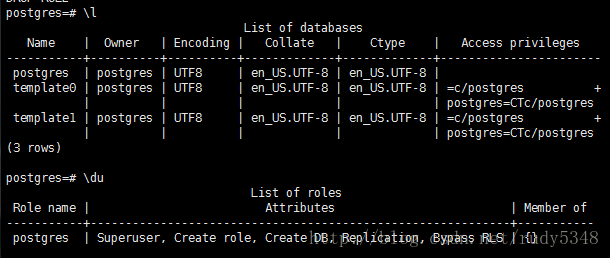 DROP ROLE
postgres=# \l
List of databases
Name | Owner | Encoding | Collate | Ctype | Access privileges
-----------+----------+----------+-------------+-------------+-----------------------
postgres | postgres | UTF8 | en_US.UTF-8 | en_US.UTF-8 |
template0 | postgres | UTF8 | en_US.UTF-8 | en_US.UTF-8 | =c/postgres +
| | | | | postgres=CTc/postgres
template1 | postgres | UTF8 | en_US.UTF-8 | en_US.UTF-8 | =c/postgres +
| | | | | postgres=CTc/postgres
(3 rows)
postgres=# \du
List of roles
Role name | Attributes | Member of
-----------+------------------------------------------------------------+-----------
postgres | Superuser, Create role, Create DB, Replication, Bypass RLS | {}
http://blog.csdn.net/rudy5348